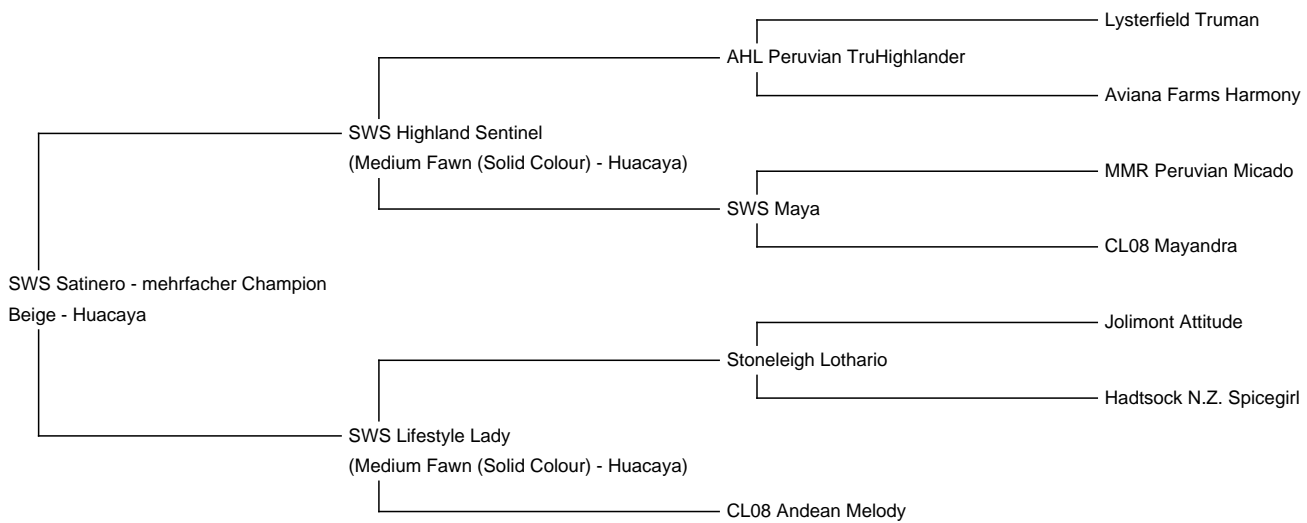 Lysterfield Truman
AHL Peruvian TruHighlander
Aviana Farms Harmony
SWS Highland Sentinel
(Medium Fawn (Solid Colour) - Huacaya)
MMR Peruvian Micado
SWS Maya
CL08 Mayandra
SWS Satinero - mehrfacher Champion
Beige - Huacaya
Jolimont Attitude
Stoneleigh Lothario
Hadtsock N.Z. Spicegirl
SWS Lifestyle Lady
(Medium Fawn (Solid Colour) - Huacaya)
CL08 Andean Melody